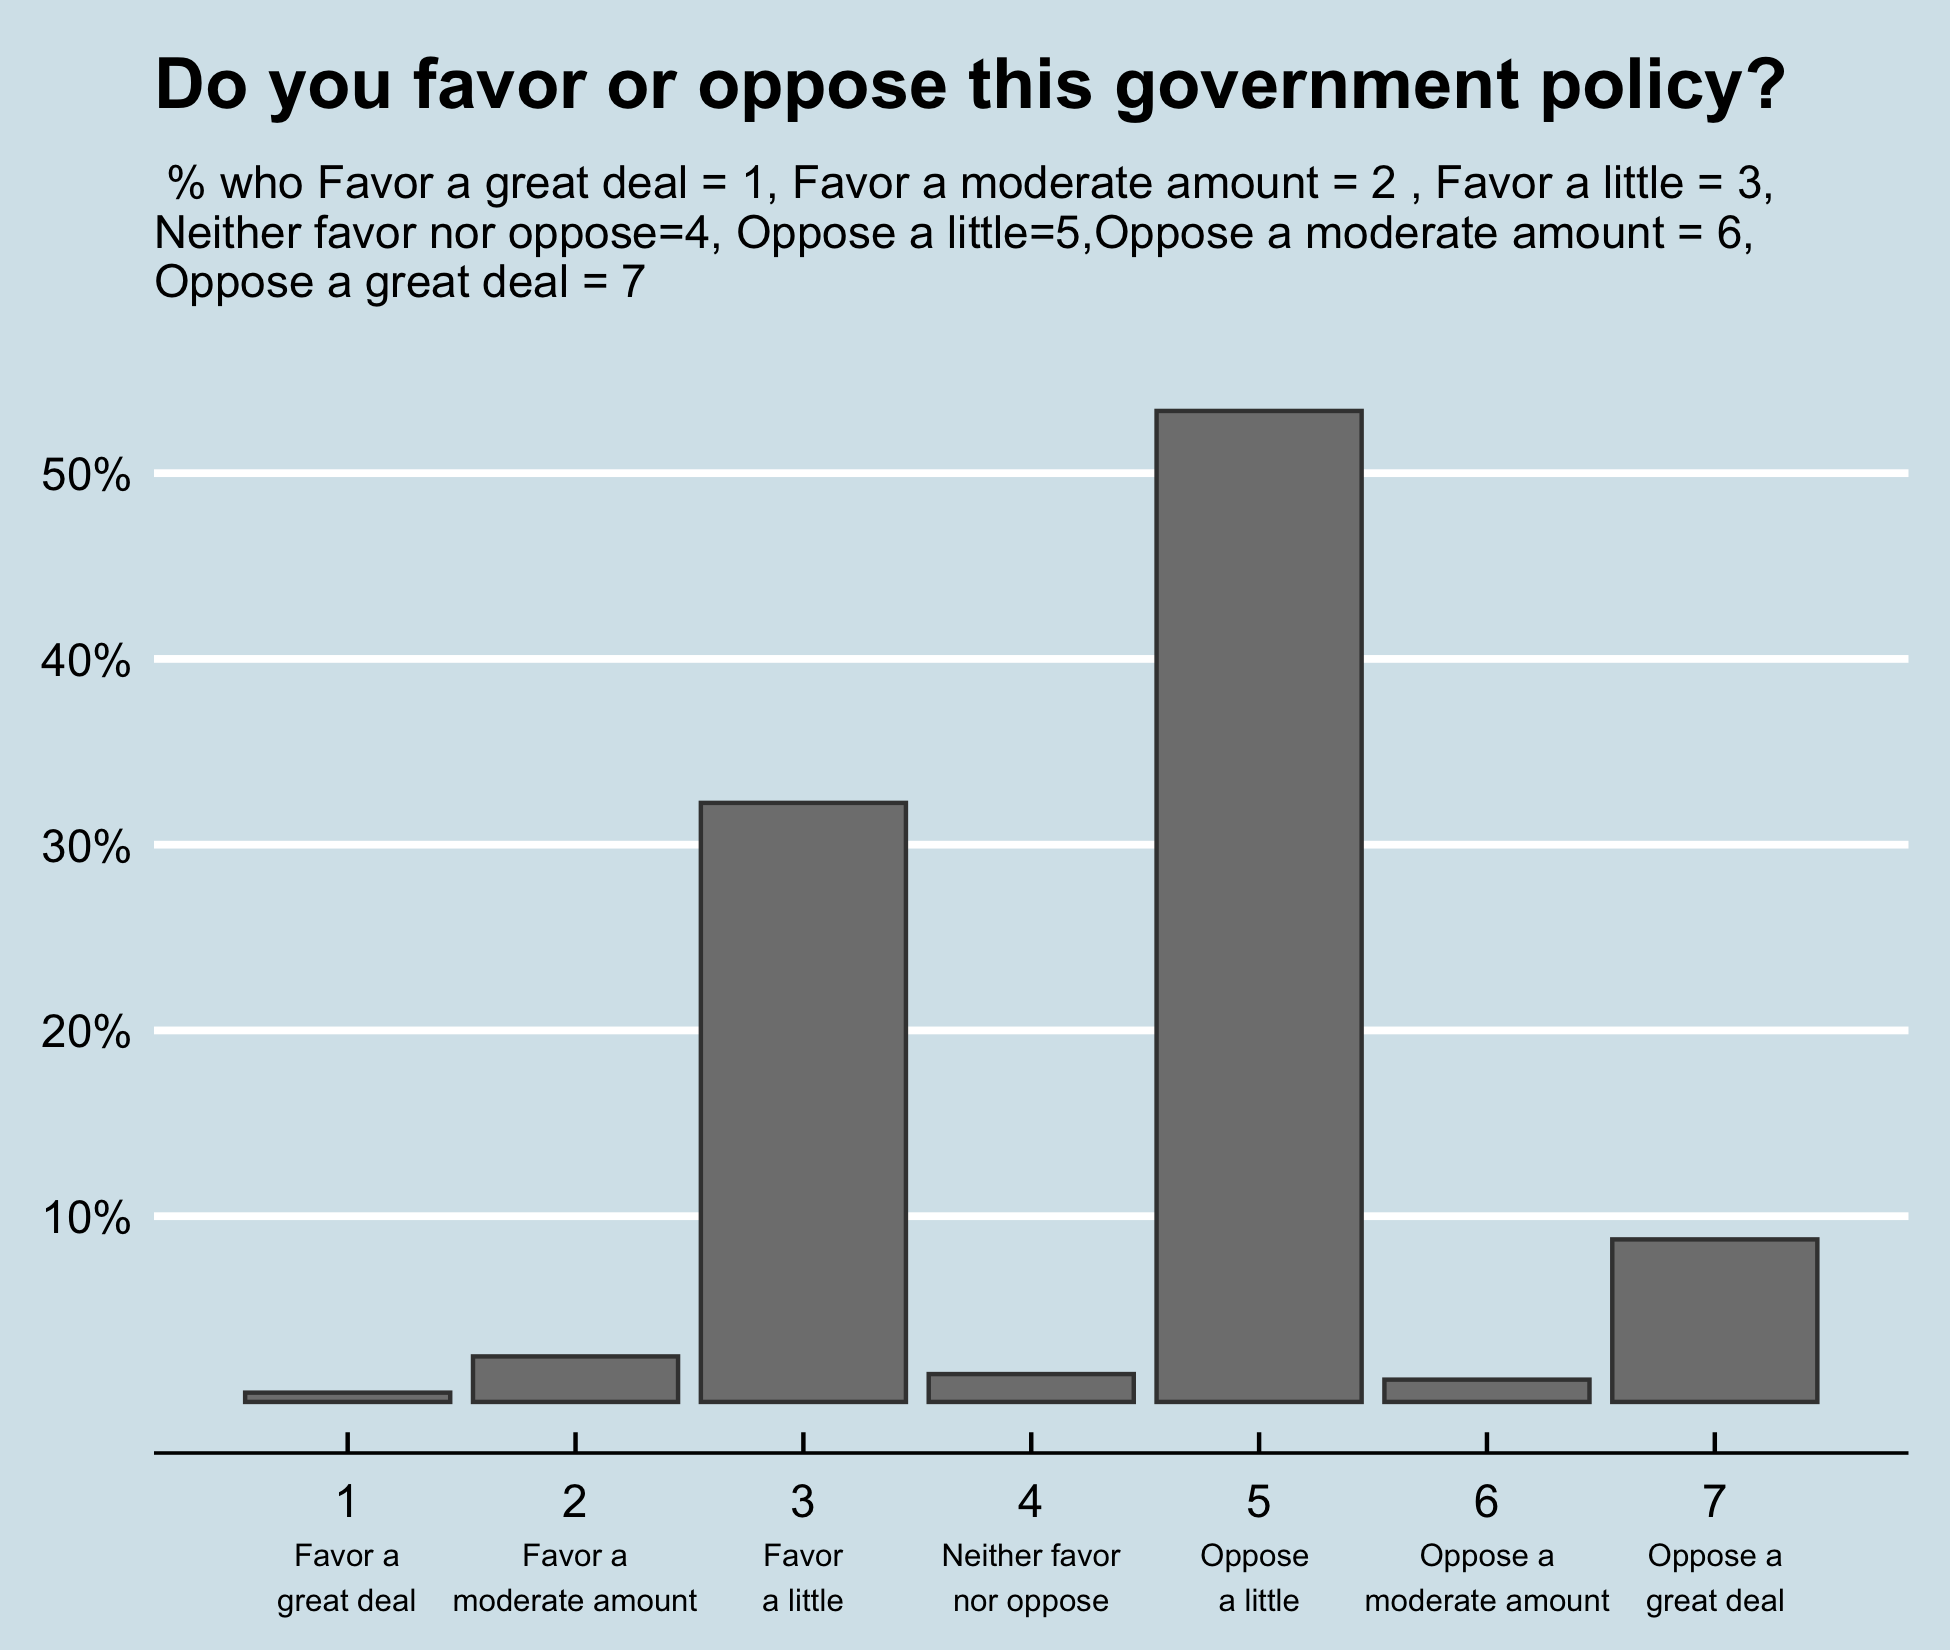 Do you favor or oppose this government policy?
% who Favor a great deal = 1, Favor a moderate amount = 2 , Favor a little = 3,
Neither favor nor oppose=4, Oppose a little=5,Oppose a moderate amount = 6,
Oppose a great deal = 7
50%
40%
30%
20%
10%
1 2 3 4 5 6 7
Favor a Favor a Favor Neither favor Oppose Oppose a Oppose a
great deal moderate amount a little nor oppose a little moderate amount great deal